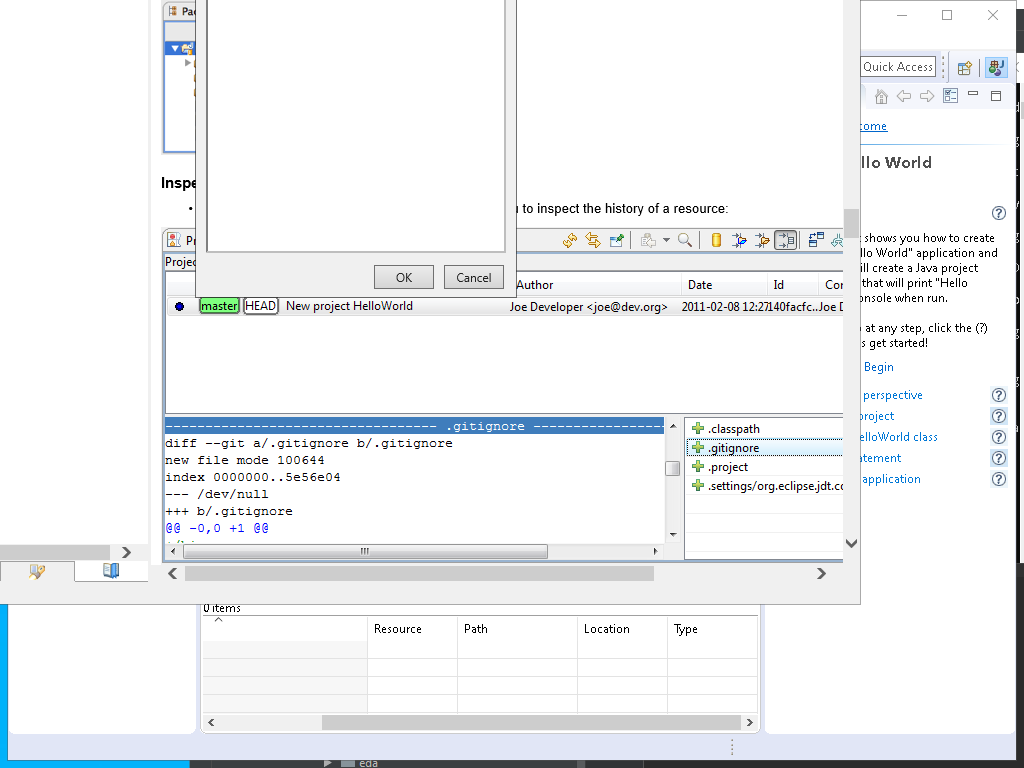 Pac
Quick Access
ome
Inspe
llo World
to inspect the history of a resource:
shows you how to create
llo World" application and
ill create a Java project
that will print "Hello
onsole when run.
at any step, click the (?)
s get started!
Begin
perspective
project
elloWorld class
tement
application
Projec
OK
Cancel
Author
Date
Id
Co
master
HEAD
New project HelloWorld
Joe Developer <joe@dev.org>
2011-02-08 12:27
140facfc..
Joe D
.gitignore
diff --git a/.gitignore b/.gitignore
new file mode 100644
index 0000000..5e56e04
--- /dev/null
+++ b/.gitignore
@@ -0,0 +1 @@
.classpath
.gitignore
.project
.settings/org.eclipse.jdt.co
0 items
Resource
Path
Location
Type
eda